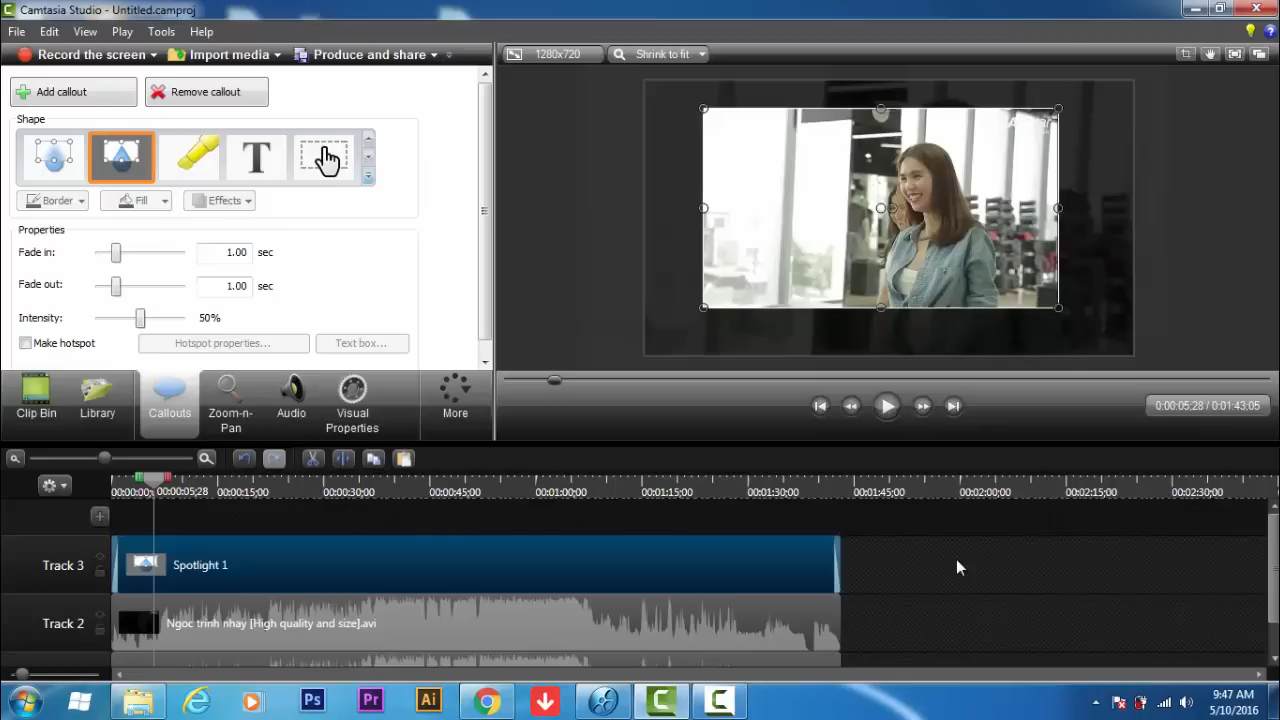 Camtasia Studio - Untitled.camproj
File Edit View Play Tools Help
Record the screen Import media Produce and share
1280x720 Shrink to fit
Add callout Remove callout
Shape
T
Border Fill Effects
Properties
Fade in: 1.00 sec
Fade out: 1.00 sec
Intensity: 50%
Make hotspot Hotspot properties... Text box...
Clip Bin Library Callouts Zoom-n-Pan Audio Visual Properties More
0:00:05;28 / 0:01:43;05
00:00:00; 00:00:05;28 00:00:15;00 00:00:30;00 00:00:45;00 00:01:00;00 00:01:15;00 00:01:30;00 00:01:45;00 00:02:00;00 00:02:15;00 00:02:30;00
Track 3 Spotlight 1
Track 2 Ngoc trinh nhay [High quality and size].avi
Ps Pr Ai
9:47 AM
5/10/2016